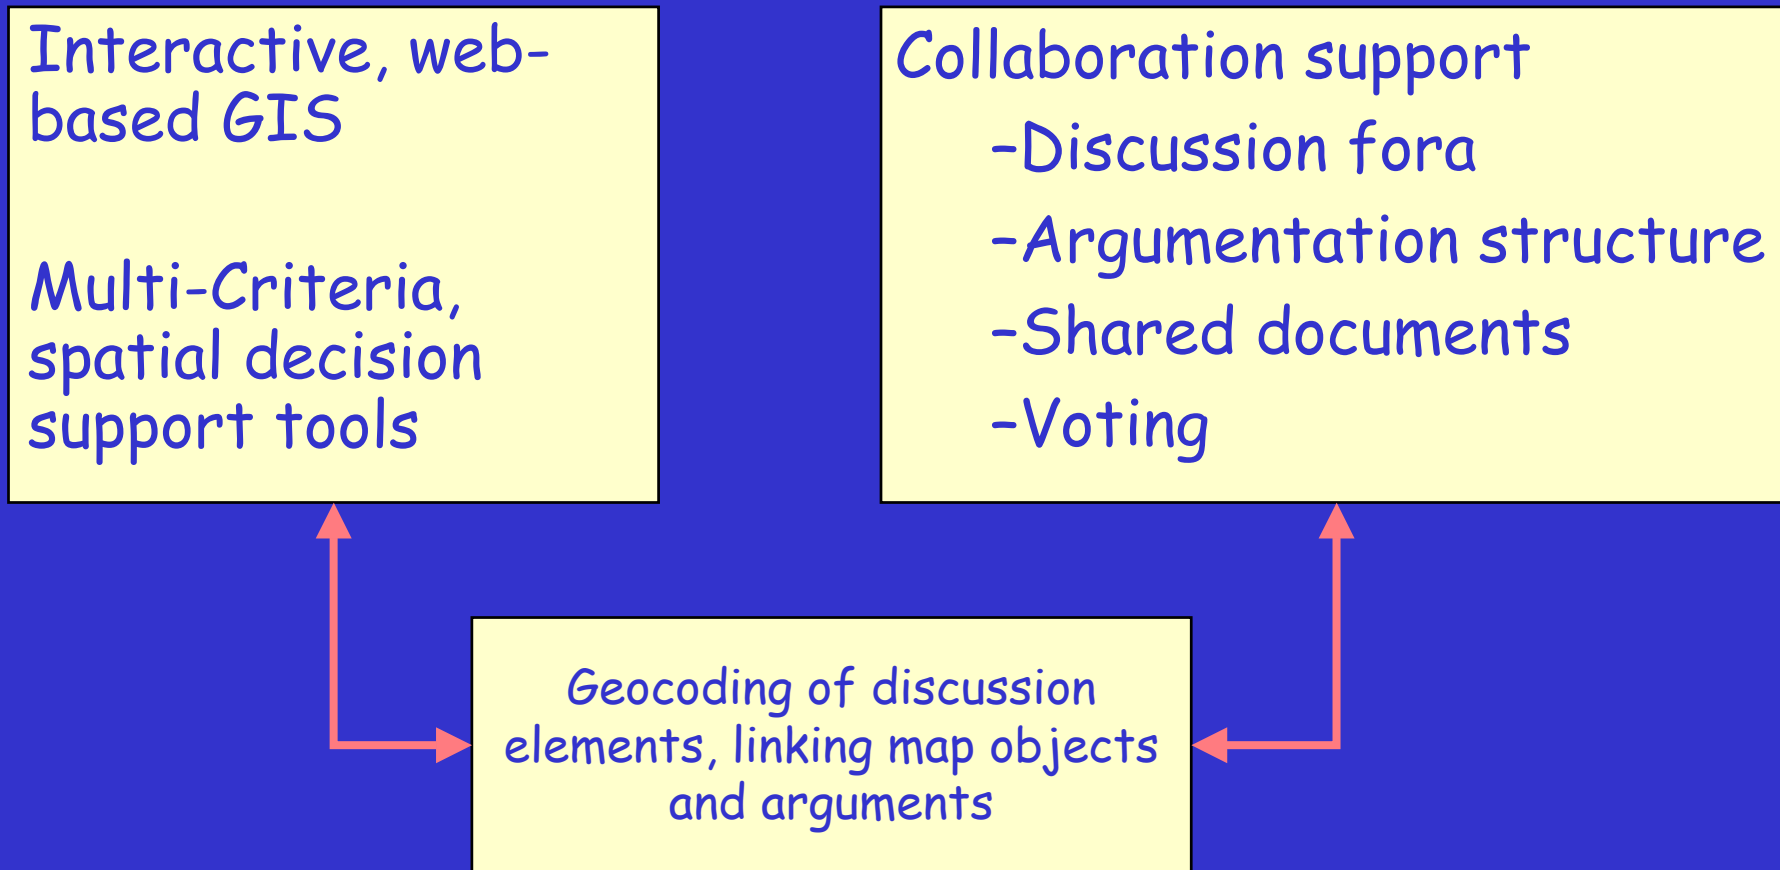 Interactive, web-
based GIS
Multi-Criteria,
spatial decision
support tools
Collaboration support
-Discussion fora
-Argumentation structure
-Shared documents
-Voting
Geocoding of discussion
elements, linking map objects
and arguments